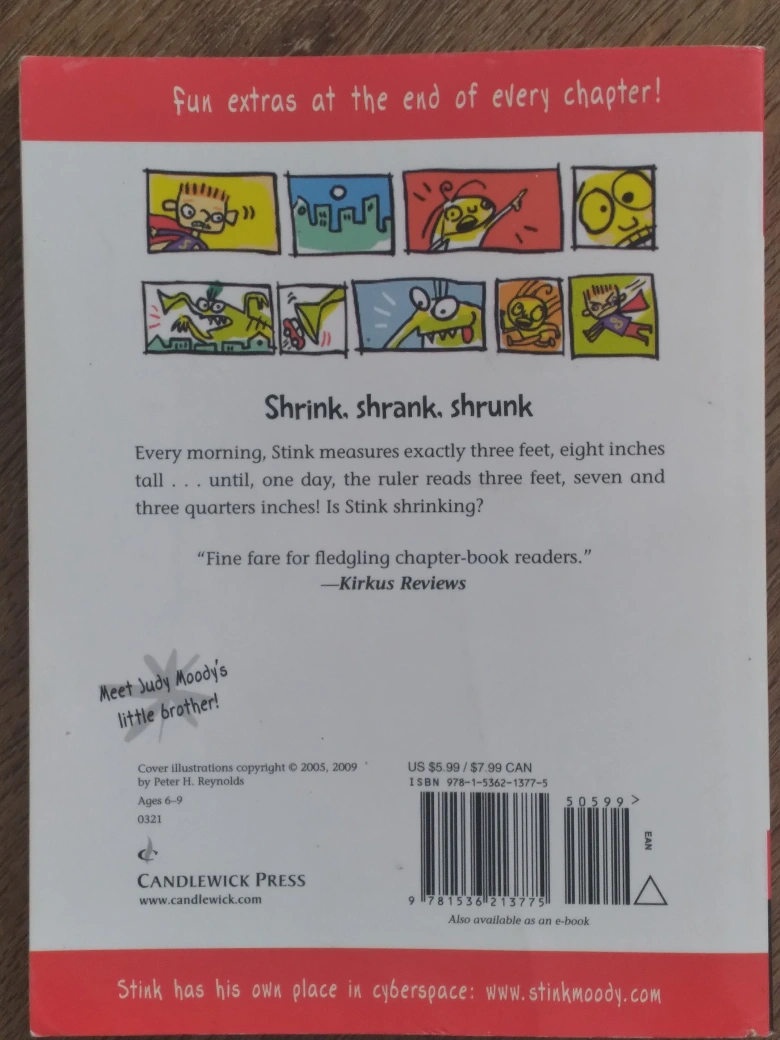 Fun extras at the end of every chapter!
S
S
Shrink, shrank, shrunk
Every morning, Stink measures exactly three feet, eight inches
tall . . . until, one day, the ruler reads three feet, seven and
three quarters inches! Is Stink shrinking?
“Fine fare for fledgling chapter-book readers.”
—Kirkus Reviews
Meet Judy Moody's
little brother!
Cover illustrations copyright © 2005, 2009
by Peter H. Reynolds
Ages 6–9
0321
CANDLEWICK PRESS
www.candlewick.com
US $5.99 / $7.99 CAN
ISBN 978-1-5362-1377-5
50599 >
EAN
9 781536 213775
Also available as an e-book
Stink has his own place in cyberspace: www.stinkmoody.com